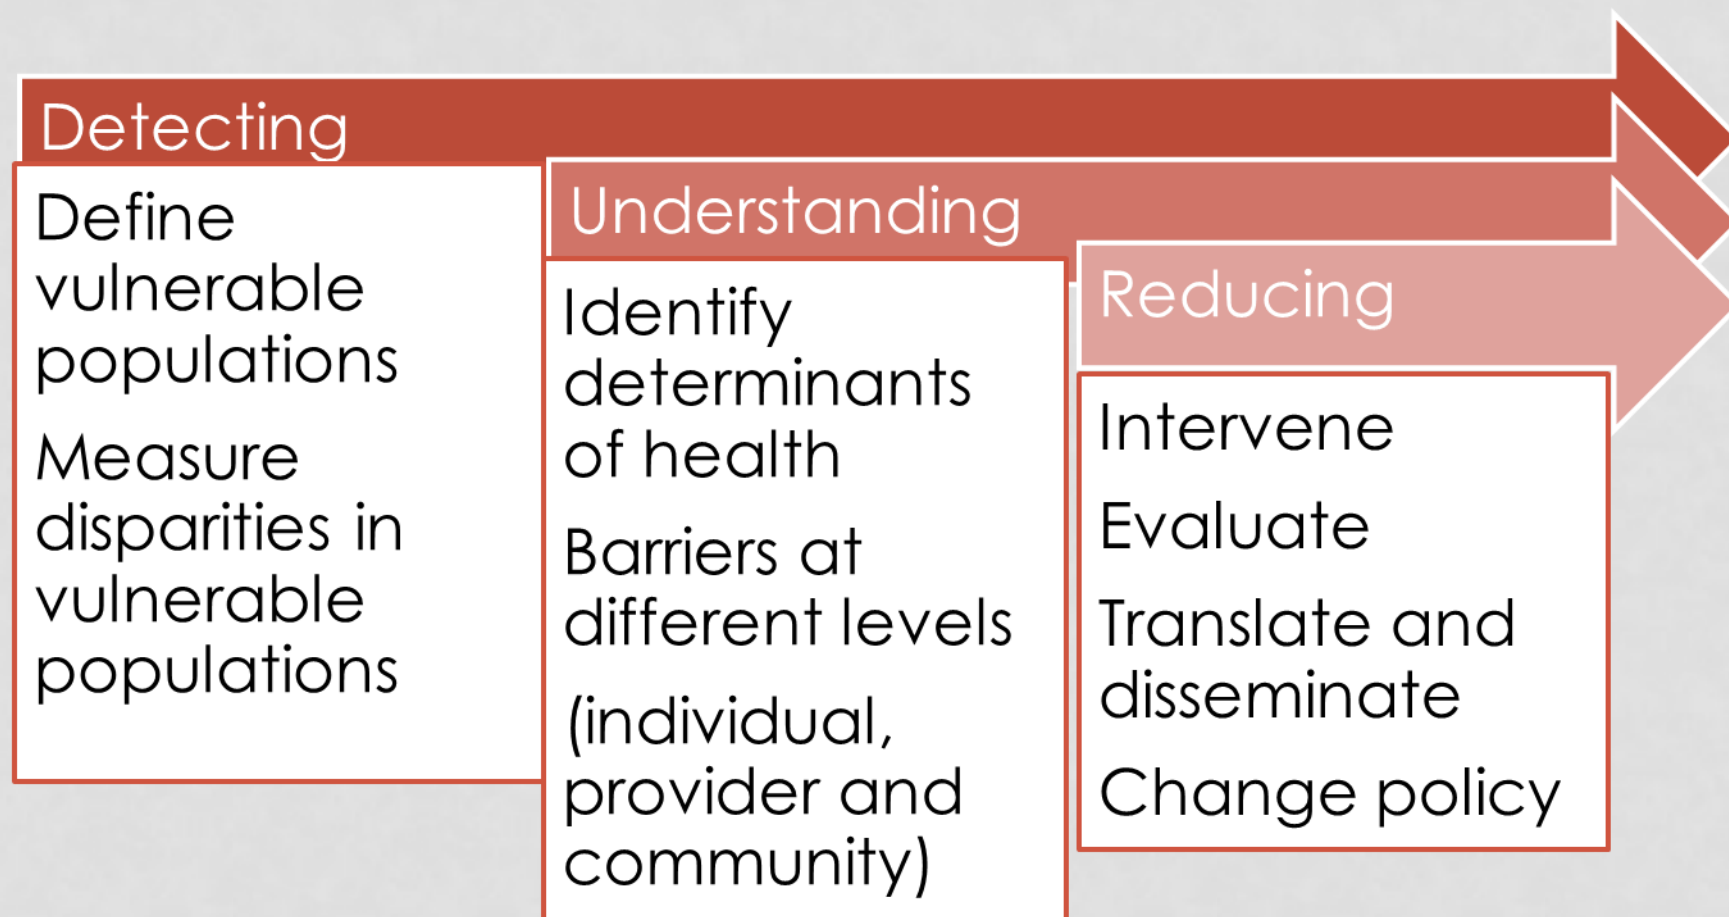 Detecting
Define
vulnerable
populations
Measure
disparities in
vulnerable
populations
Understanding
Identify
determinants
of health
Barriers at
different levels
(individual,
provider and
community)
Reducing
Intervene
Evaluate
Translate and
disseminate
Change policy